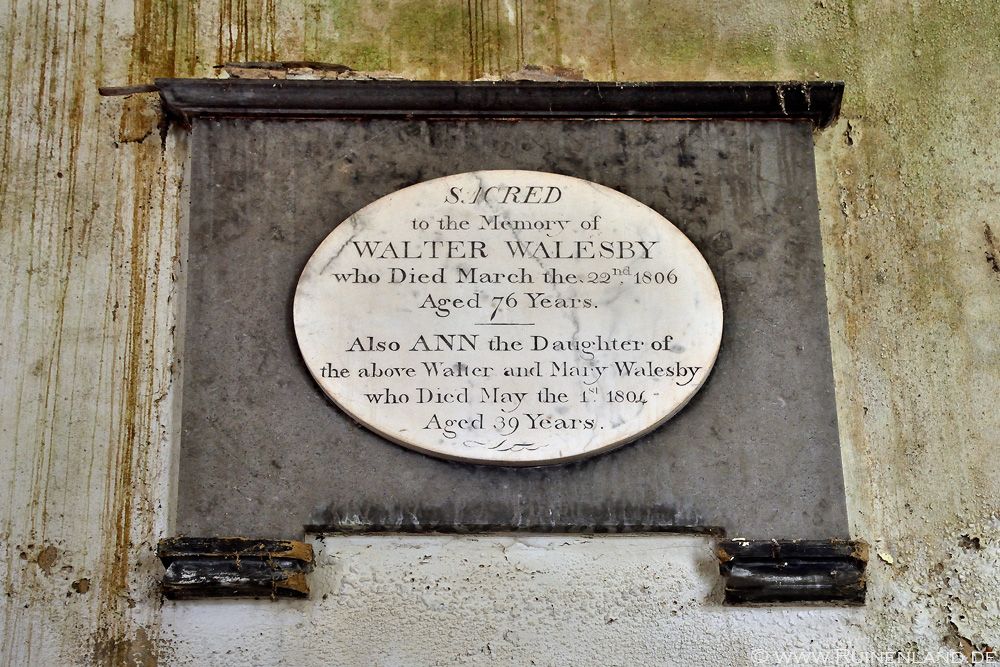 SACRED
to the Memory of
WALTER WALESBY
who Died March the 22nd. 1806
Aged 76 Years.
Also ANN the Daughter of
the above Walter and Mary Walesby
who Died May the 1st. 1804
Aged 39 Years.
© www.Ruinenland.de